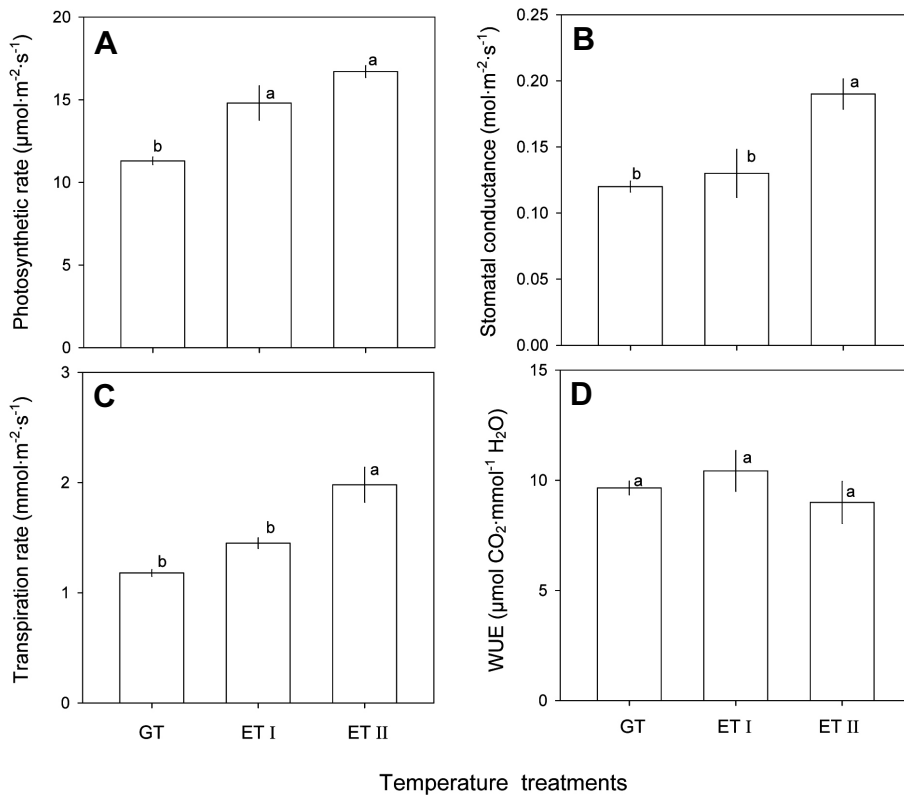 A
Photosynthetic rate (μmol·m⁻²·s⁻¹)
20
15
10
5
0
b
a
a
B
Stomatal conductance (mol·m⁻²·s⁻¹)
0.25
0.20
0.15
0.10
0.05
0.00
b
b
a
C
Transpiration rate (mmol·m⁻²·s⁻¹)
3
2
1
0
b
b
a
GT ET I ET II
D
WUE (μmol CO₂·mmol⁻¹ H₂O)
15
10
5
0
a
a
a
GT ET I ET II
Temperature treatments